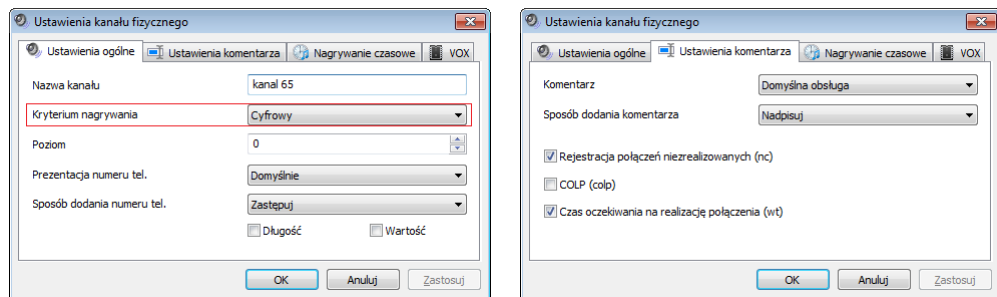 Ustawienia kanału fizycznego
Ustawienia ogólne Ustawienia komentarza Nagrywanie czasowe VOX
Nazwa kanału kanal 65
Kryterium nagrywania Cyfrowy
Poziom 0
Prezentacja numeru tel. Domyślnie
Sposób dodania numeru tel. Zastępuj
Długość Wartość
OK Anuluj Zastosuj
Ustawienia kanału fizycznego
Ustawienia ogólne Ustawienia komentarza Nagrywanie czasowe VOX
Komentarz Domyślna obsługa
Sposób dodania komentarza Nadpisuj
Rejestracja połączeń niezrealizowanych (nc)
COLP (colp)
Czas oczekiwania na realizację połączenia (wt)
OK Anuluj Zastosuj